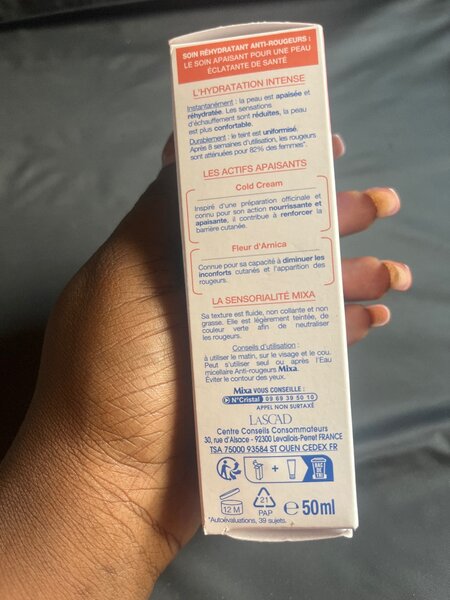 SOIN RÉHYDRATANT ANTI-ROUGEURS :
LE SOIN APAISANT POUR UNE PEAU
ÉCLATANTE DE SANTÉ
L'HYDRATATION INTENSE
Instantanément : la peau est apaisée et
réhydratée. Les sensations
d'échauffement sont réduites, la peau
est plus confortable.
Durablement : le teint est uniformisé.
Après 8 semaines d'utilisation, les rougeurs
sont atténuées pour 82% des femmes*.
LES ACTIFS APAISANTS
Cold Cream
Inspiré d'une préparation officinale et
connu pour son action nourrissante et
apaisante, il contribue à renforcer la
barrière cutanée.
Fleur d'Arnica
Connue pour sa capacité à diminuer les
inconforts cutanés et l'apparition des
rougeurs.
LA SENSORIALITÉ MIXA
Sa texture est fluide, non collante et non
grasse. Elle est légèrement teintée, de
couleur verte afin de neutraliser
les rougeurs.
Conseils d'utilisation :
à utiliser le matin, sur le visage et le cou.
Peut s'utiliser seul ou après l'Eau
micellaire Anti-rougeurs Mixa.
Éviter le contour des yeux.
Mixa VOUS CONSEILLE :
N°Cristal 09 69 39 50 10
APPEL NON SURTAXÉ
LASCAD
Centre Conseils Consommateurs
30, rue d'Alsace - 92300 Levallois-Perret FRANCE
TSA 75000 93584 ST OUEN CEDEX FR
+ BAC DE TRI
12 M 21 PAP e 50ml
*Autoévaluations, 39 sujets.